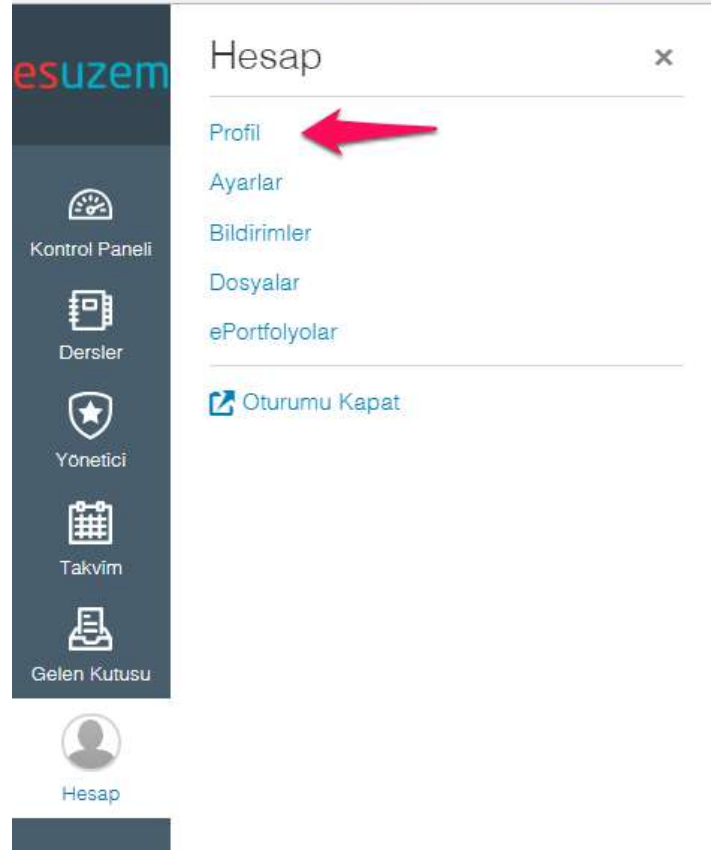 esuzem
Kontrol Paneli
Dersler
Yönetici
Takvim
Gelen Kutusu
Hesap
Hesap ×
Profil
Ayarlar
Bildirimler
Dosyalar
ePortfolyolar
Oturumu Kapat